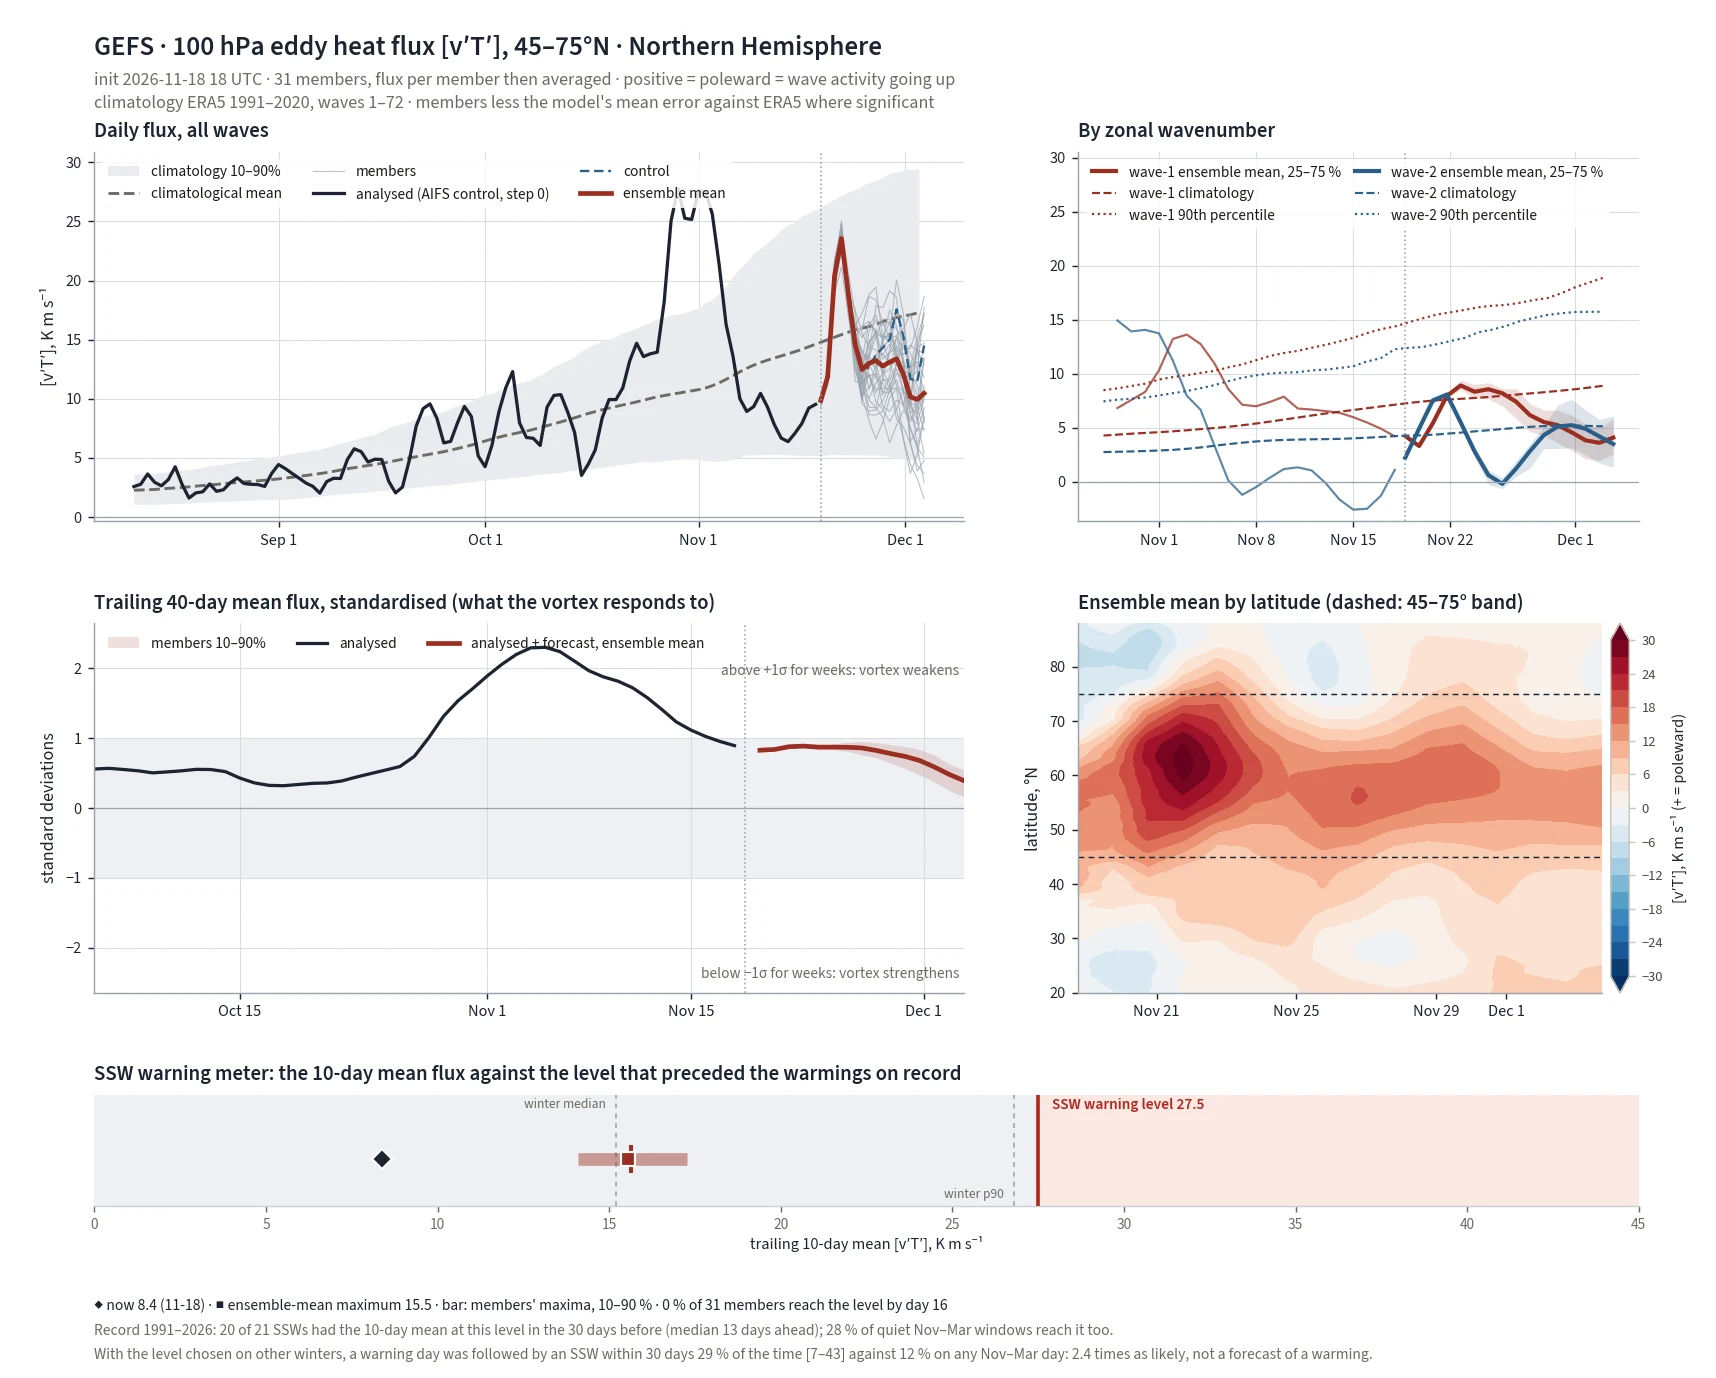 GEFS · 100 hPa eddy heat flux [v′T′], 45–75°N · Northern Hemisphere
init 2026-11-18 18 UTC · 31 members, flux per member then averaged · positive = poleward = wave activity going up
climatology ERA5 1991–2020, waves 1–72 · members less the model's mean error against ERA5 where significant
Daily flux, all waves
climatology 10–90%
members
control
climatological mean
analysed (AIFS control, step 0)
ensemble mean
30
25
20
15
10
5
0
[v′T′], K m s⁻¹
Sep 1
Oct 1
Nov 1
Dec 1
By zonal wavenumber
wave-1 ensemble mean, 25–75 %
wave-2 ensemble mean, 25–75 %
wave-1 climatology
wave-2 climatology
wave-1 90th percentile
wave-2 90th percentile
30
25
20
15
10
5
0
Nov 1
Nov 8
Nov 15
Nov 22
Dec 1
Trailing 40-day mean flux, standardised (what the vortex responds to)
members 10–90%
analysed
analysed + forecast, ensemble mean
above +1σ for weeks: vortex weakens
below −1σ for weeks: vortex strengthens
2
1
0
−1
−2
standard deviations
Oct 15
Nov 1
Nov 15
Dec 1
Ensemble mean by latitude (dashed: 45–75° band)
80
70
60
50
40
30
20
latitude, °N
Nov 21
Nov 25
Nov 29
Dec 1
30
24
18
12
6
0
−6
−12
−18
−24
−30
[v′T′], K m s⁻¹ (+ = poleward)
SSW warning meter: the 10-day mean flux against the level that preceded the warmings on record
winter median
SSW warning level 27.5
winter p90
0
5
10
15
20
25
30
35
40
45
trailing 10-day mean [v′T′], K m s⁻¹
◆ now 8.4 (11-18) · ■ ensemble-mean maximum 15.5 · bar: members' maxima, 10–90 % · 0 % of 31 members reach the level by day 16
Record 1991–2026: 20 of 21 SSWs had the 10-day mean at this level in the 30 days before (median 13 days ahead); 28 % of quiet Nov–Mar windows reach it too.
With the level chosen on other winters, a warning day was followed by an SSW within 30 days 29 % of the time [7–43] against 12 % on any Nov–Mar day: 2.4 times as likely, not a forecast of a warming.